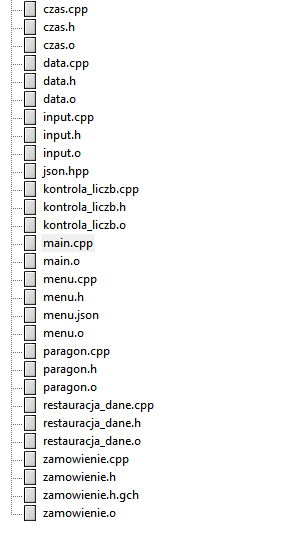 czas.cpp
czas.h
czas.o
data.cpp
data.h
data.o
input.cpp
input.h
input.o
json.hpp
kontrola_liczb.cpp
kontrola_liczb.h
kontrola_liczb.o
main.cpp
main.o
menu.cpp
menu.h
menu.json
menu.o
paragon.cpp
paragon.h
paragon.o
restauracja_dane.cpp
restauracja_dane.h
restauracja_dane.o
zamowienie.cpp
zamowienie.h
zamowienie.h.gch
zamowienie.o